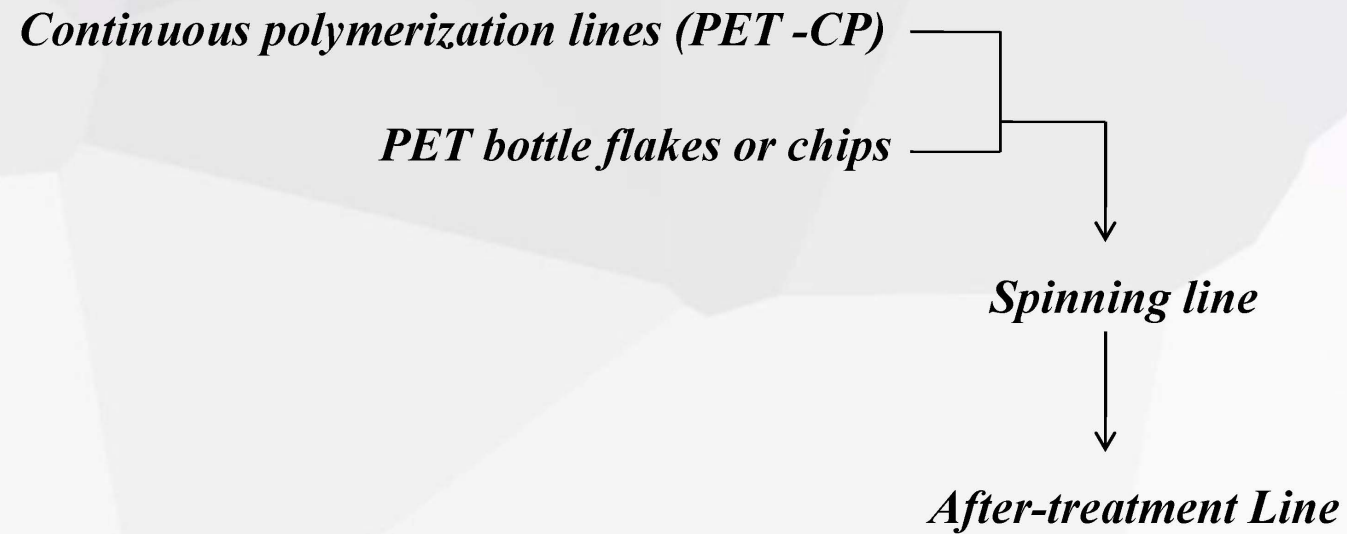 Continuous polymerization lines (PET -CP)
PET bottle flakes or chips
Spinning line
After-treatment Line